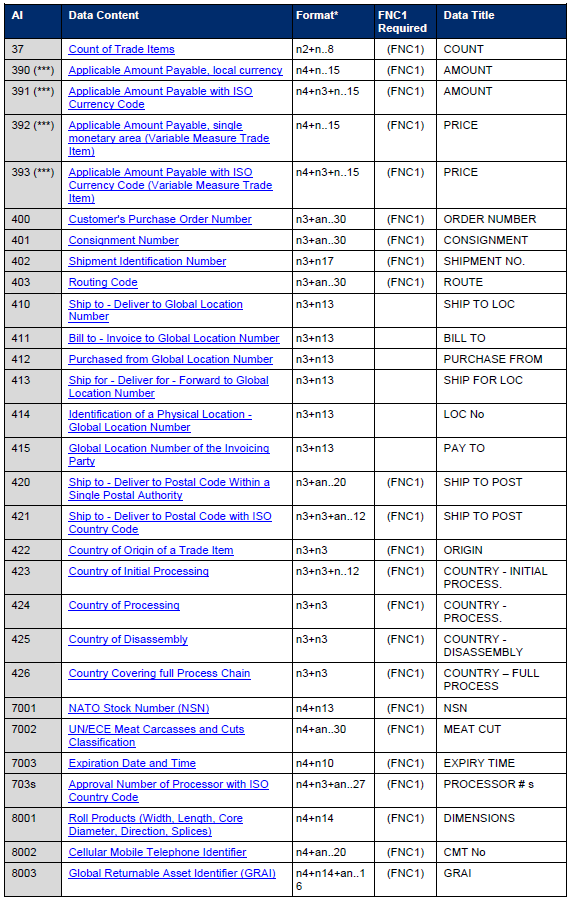 AI Data Content Format* FNC1 Required Data Title
37 Count of Trade Items n2+n..8 (FNC1) COUNT
390 (***) Applicable Amount Payable, local currency n4+n..15 (FNC1) AMOUNT
391 (***) Applicable Amount Payable with ISO n4+n3+n..15 (FNC1) AMOUNT
Currency Code
392 (***) Applicable Amount Payable, single n4+n..15 (FNC1) PRICE
monetary area (Variable Measure Trade
Item)
393 (***) Applicable Amount Payable with ISO n4+n3+n..15 (FNC1) PRICE
Currency Code (Variable Measure Trade
Item)
400 Customer's Purchase Order Number n3+an..30 (FNC1) ORDER NUMBER
401 Consignment Number n3+an..30 (FNC1) CONSIGNMENT
402 Shipment Identification Number n3+n17 (FNC1) SHIPMENT NO.
403 Routing Code n3+an..30 (FNC1) ROUTE
410 Ship to - Deliver to Global Location n3+n13 SHIP TO LOC
Number
411 Bill to - Invoice to Global Location Number n3+n13 BILL TO
412 Purchased from Global Location Number n3+n13 PURCHASE FROM
413 Ship for - Deliver for - Forward to Global n3+n13 SHIP FOR LOC
Location Number
414 Identification of a Physical Location - n3+n13 LOC No
Global Location Number
415 Global Location Number of the Invoicing n3+n13 PAY TO
Party
420 Ship to - Deliver to Postal Code Within a n3+an..20 (FNC1) SHIP TO POST
Single Postal Authority
421 Ship to - Deliver to Postal Code with ISO n3+n3+an..12 (FNC1) SHIP TO POST
Country Code
422 Country of Origin of a Trade Item n3+n3 (FNC1) ORIGIN
423 Country of Initial Processing n3+n3+n..12 (FNC1) COUNTRY - INITIAL
PROCESS.
424 Country of Processing n3+n3 (FNC1) COUNTRY -
PROCESS.
425 Country of Disassembly n3+n3 (FNC1) COUNTRY -
DISASSEMBLY
426 Country Covering full Process Chain n3+n3 (FNC1) COUNTRY – FULL
PROCESS
7001 NATO Stock Number (NSN) n4+n13 (FNC1) NSN
7002 UN/ECE Meat Carcasses and Cuts n4+an..30 (FNC1) MEAT CUT
Classification
7003 Expiration Date and Time n4+n10 (FNC1) EXPIRY TIME
703s Approval Number of Processor with ISO n4+n3+an..27 (FNC1) PROCESSOR # s
Country Code
8001 Roll Products (Width, Length, Core n4+n14 (FNC1) DIMENSIONS
Diameter, Direction, Splices)
8002 Cellular Mobile Telephone Identifier n4+an..20 (FNC1) CMT No
8003 Global Returnable Asset Identifier (GRAI) n4+n14+an..1 (FNC1) GRAI
6